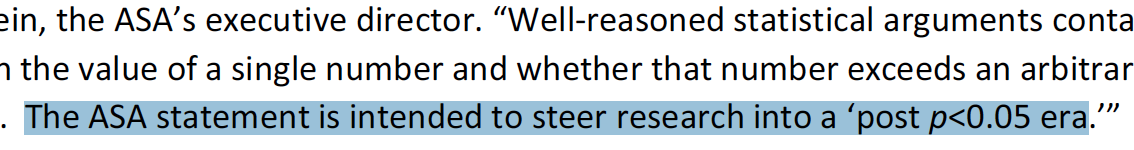 ein, the ASA’s executive director. “Well-reasoned statistical arguments conta
n the value of a single number and whether that number exceeds an arbitrar
. The ASA statement is intended to steer research into a ‘post p<0.05 era.’”